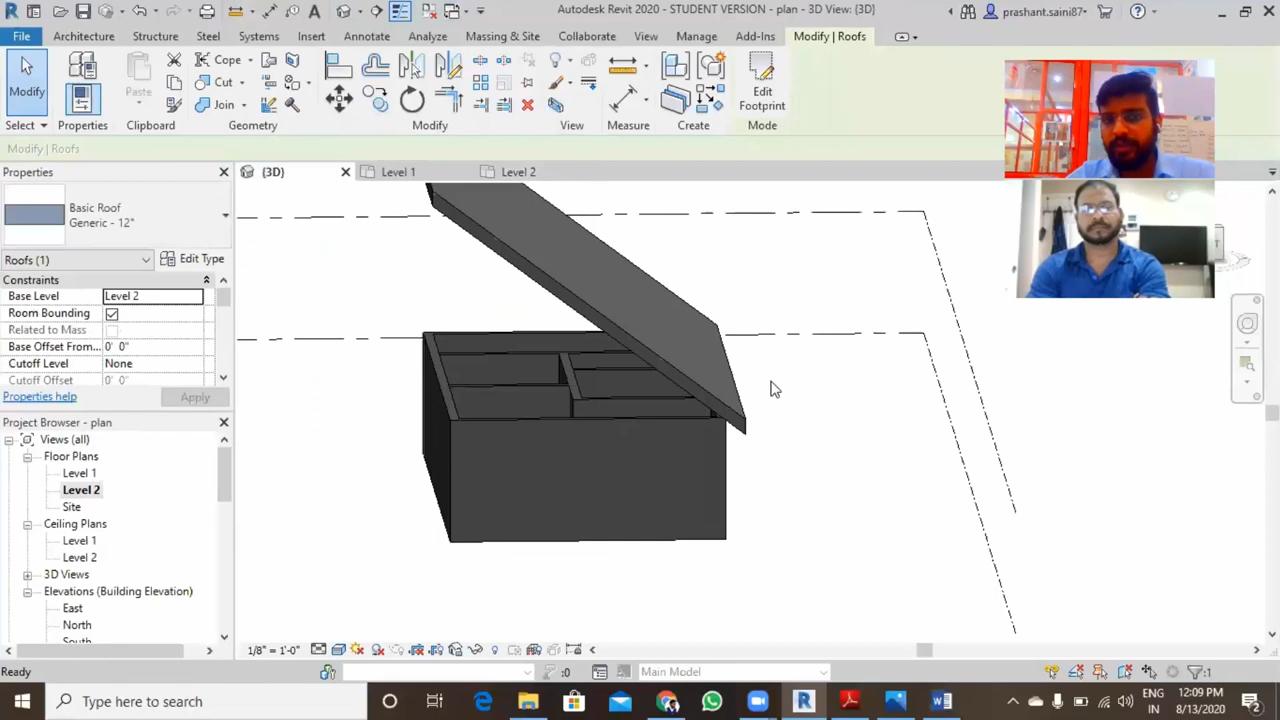 Autodesk Revit 2020 - STUDENT VERSION - plan - 3D View: {3D}
prashant.saini87*
File Architecture Structure Steel Systems Insert Annotate Analyze Massing & Site Collaborate View Manage Add-Ins Modify | Roofs
Modify
Paste
Cope
Cut
Join
Edit
Footprint
Select Properties Clipboard Geometry Modify View Measure Create Mode
Modify | Roofs
Properties
{3D} Level 1 Level 2
Basic Roof
Generic - 12"
Roofs (1) Edit Type
Constraints
Base Level Level 2
Room Bounding
Related to Mass
Base Offset From... 0' 0"
Cutoff Level None
Cutoff Offset 0' 0"
Properties help Apply
Project Browser - plan
Views (all)
Floor Plans
Level 1
Level 2
Site
Ceiling Plans
Level 1
Level 2
3D Views
Elevations (Building Elevation)
East
North
South
1/8" = 1'-0"
Ready
:0
Main Model
:1
Type here to search
ENG
IN
12:09 PM
8/13/2020
2